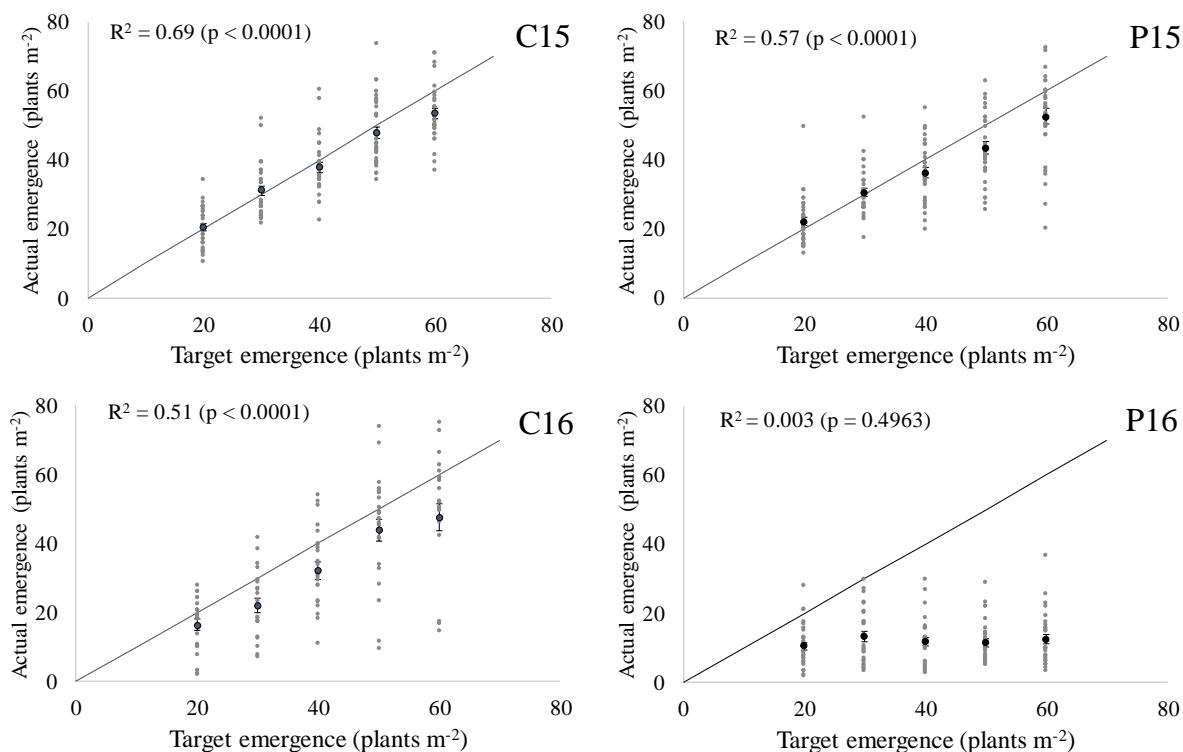 R² = 0.69 (p < 0.0001)
C15
Actual emergence (plants m⁻²)
80
60
40
20
0
0 20 40 60 80
Target emergence (plants m⁻²)
R² = 0.57 (p < 0.0001)
P15
Actual emergence (plants m⁻²)
80
60
40
20
0
0 20 40 60 80
Target emergence (plants m⁻²)
R² = 0.51 (p < 0.0001)
C16
Actual emergence (plants m⁻²)
80
60
40
20
0
0 20 40 60 80
Target emergence (plants m⁻²)
R² = 0.003 (p = 0.4963)
P16
Actual emergence (plants m⁻²)
80
60
40
20
0
0 20 40 60 80
Target emergence (plants m⁻²)